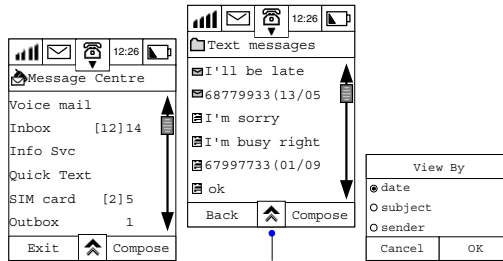 12:26
Message Centre
Voice mail
Inbox [12]14
Info Svc
Quick Text
SIM card [2]5
Outbox 1
Exit Compose
12:26
Text messages
I'll be late
68779933(13/05
I'm sorry
I'm busy right
67997733(01/09
ok
Back Compose
View By
date
subject
sender
Cancel OK